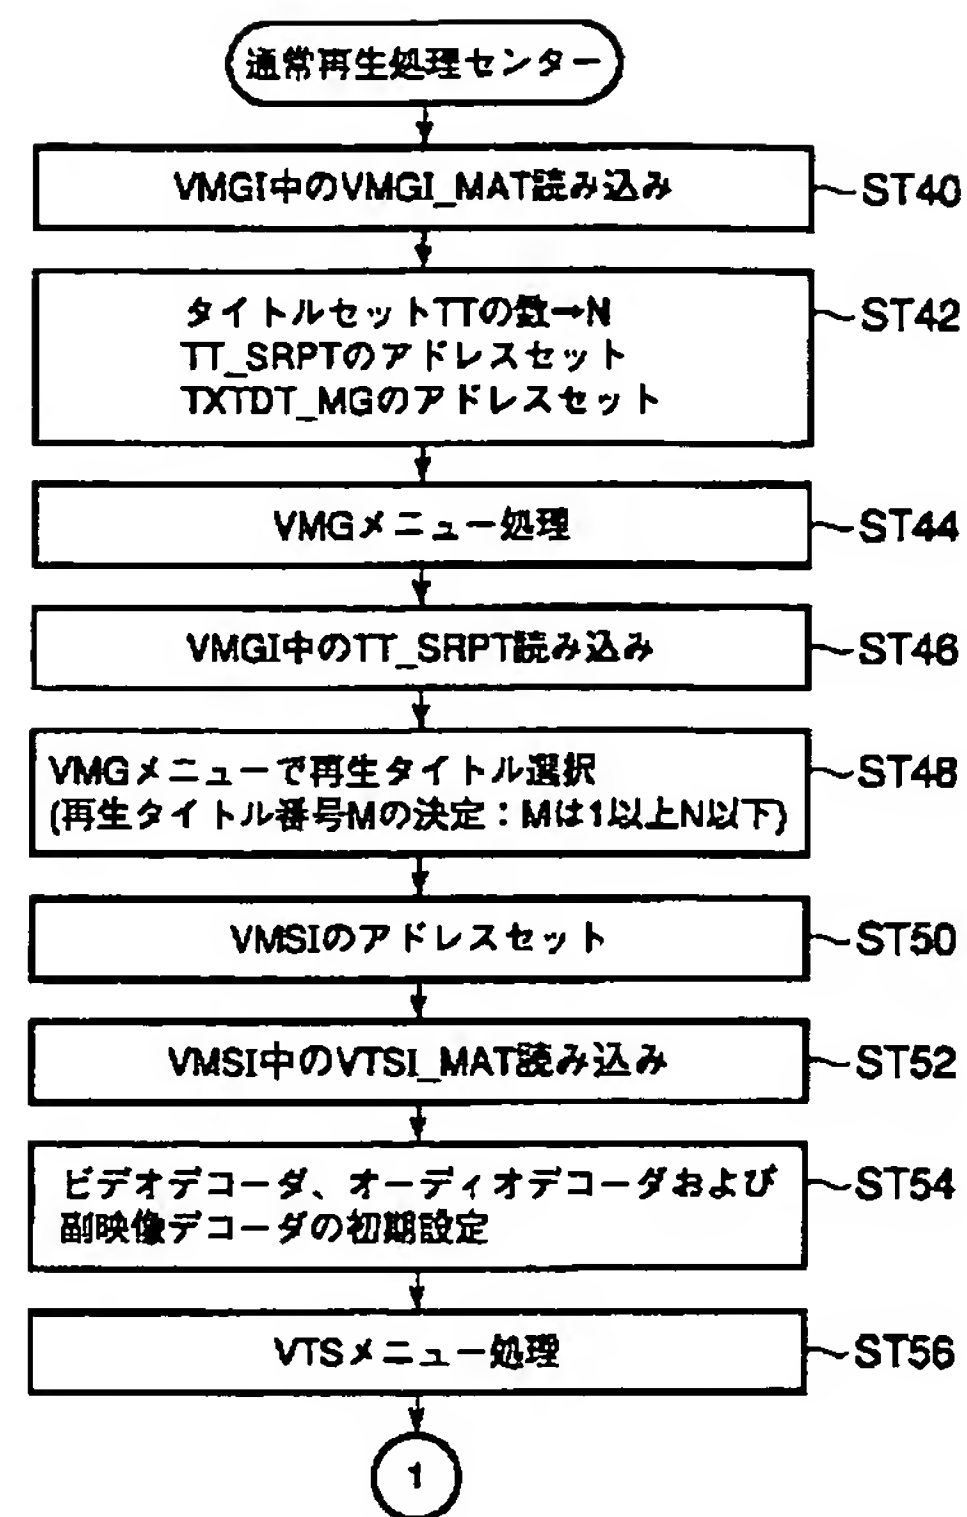 通常再生処理センター
VMGI中のVMGI_MAT読み込み
ST40
タイトルセットTTの数→N
TT_SRPTのアドレスセット
TXTDT_MGのアドレスセット
ST42
VMGメニュー処理
ST44
VMGI中のTT_SRPT読み込み
ST46
VMGメニューで再生タイトル選択
(再生タイトル番号Mの決定:Mは1以上N以下)
ST48
VMSIのアドレスセット
ST50
VMSI中のVTSI_MAT読み込み
ST52
ビデオデコーダ、オーディオデコーダおよび
副映像デコーダの初期設定
ST54
VTSメニュー処理
ST56
1